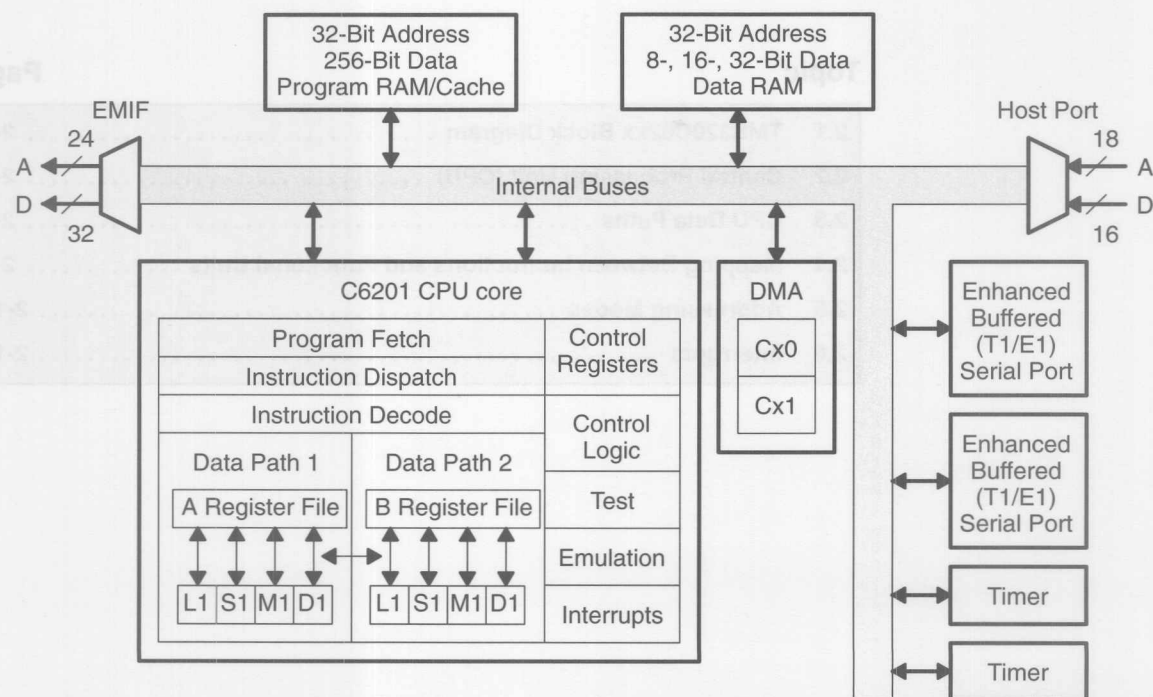 32-Bit Address
256-Bit Data
Program RAM/Cache
32-Bit Address
8-, 16-, 32-Bit Data
Data RAM
EMIF
Host Port
24
A
D
32
Internal Buses
18
A
D
16
C6201 CPU core
Program Fetch
Instruction Dispatch
Control
Registers
Instruction Decode
Control
Logic
Data Path 1
Data Path 2
A Register File
B Register File
Test
Emulation
L1 S1 M1 D1
L1 S1 M1 D1
Interrupts
DMA
Cx0
Cx1
Enhanced
Buffered
(T1/E1)
Serial Port
Enhanced
Buffered
(T1/E1)
Serial Port
Timer
Timer